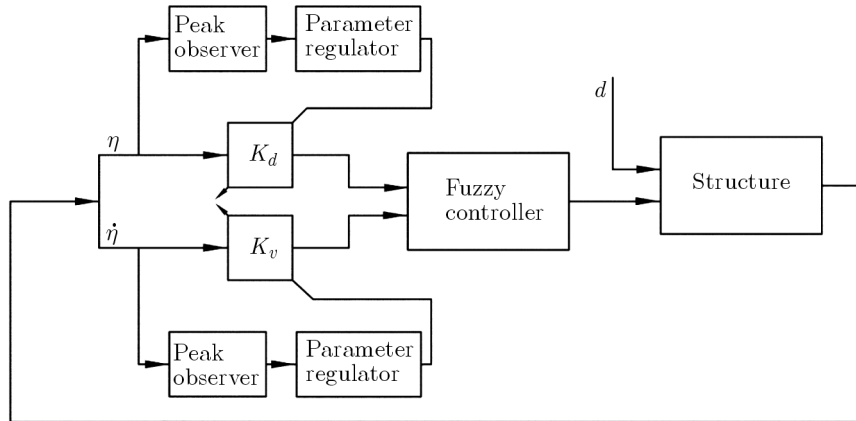 Peak
observer
Parameter
regulator
d
η
K_d
Fuzzy
controller
Structure
η̇
K_v
Peak
observer
Parameter
regulator